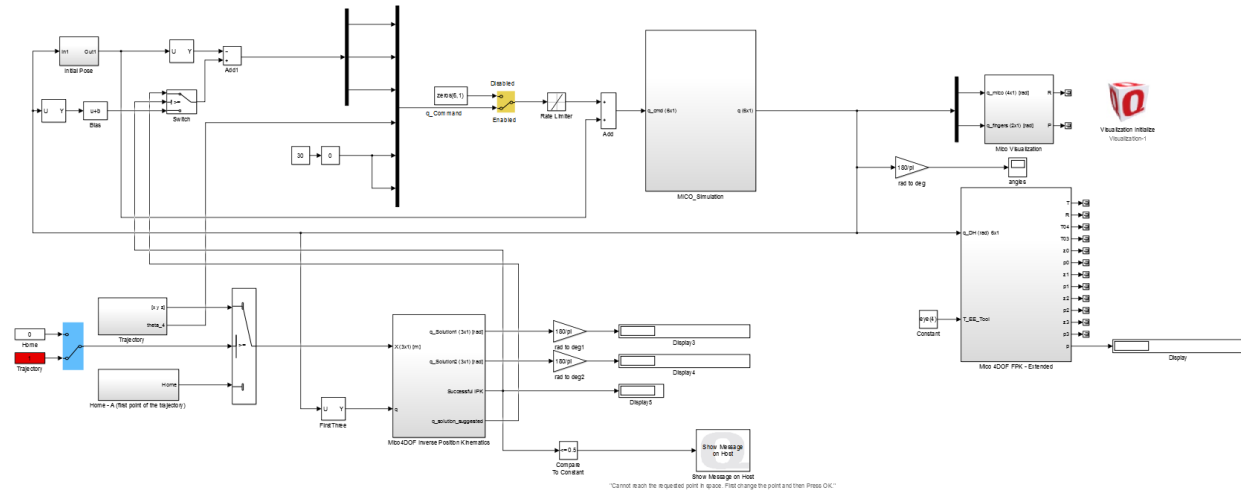 In1
Out1
Initial Pose
U
Y
Add1
U
Y
u+b
Bias
Switch
30
0
zeros(6,1)
q_Command
Disabled
Enabled
Rate Limiter
Add
q_cmd (6x1)
Q (6x1)
MICO_Simulation
q_mico (4x1) [rad]
R
q_fingers (2x1) [rad]
P
Mico Visualization
Visualization Initialize
Visualization-1
180/pi
rad to deg
angles
q_DH (rad) 6x1
T_EE_Tool
T
R
T04
T03
z0
p0
z1
p1
z2
p2
z3
p3
p
Mico 4DOF FPK - Extended
eye(4)
Constant
Display
0
Home
Trajectory
[x y z]
theta_4
Trajectory
Home
Home - A (first point of the trajectory)
>=
U
Y
FirstThree
X (3x1) [m]
q
q_Solution1 (3x1) [rad]
q_Solution2 (3x1) [rad]
Successful IPK
q_solution_suggested
Mico4DOF Inverse Position Kinematics
180/pi
rad to deg1
Display3
180/pi
rad to deg2
Display4
Display5
Compare
To Constant
Show Message
on Host
Show Message on Host
"Cannot reach the requested point in space. First change the point and then Press OK."